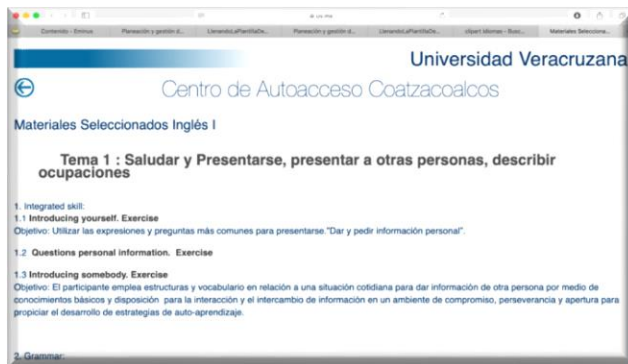 Contenido - Eminus
Planeación y gestión d...
LlenandoLaPlantillaDe...
Planeación y gestión d...
LlenandoLaPlantillaDe...
clipart idiomas - Busc...
Materiales Selecciona...
Universidad Veracruzana
Centro de Autoacceso Coatzacoalcos
Materiales Seleccionados Inglés I
Tema 1 : Saludar y Presentarse, presentar a otras personas, describir
ocupaciones
1. Integrated skill:
1.1 Introducing yourself. Exercise
Objetivo: Utilizar las expresiones y preguntas más comunes para presentarse."Dar y pedir información personal".
1.2 Questions personal information. Exercise
1.3 Introducing somebody. Exercise
Objetivo: El participante emplea estructuras y vocabulario en relación a una situación cotidiana para dar información de otra persona por medio de
conocimientos básicos y disposición para la interacción y el intercambio de información en un ambiente de compromiso, perseverancia y apertura para
propiciar el desarrollo de estrategias de auto-aprendizaje.
2. Grammar: